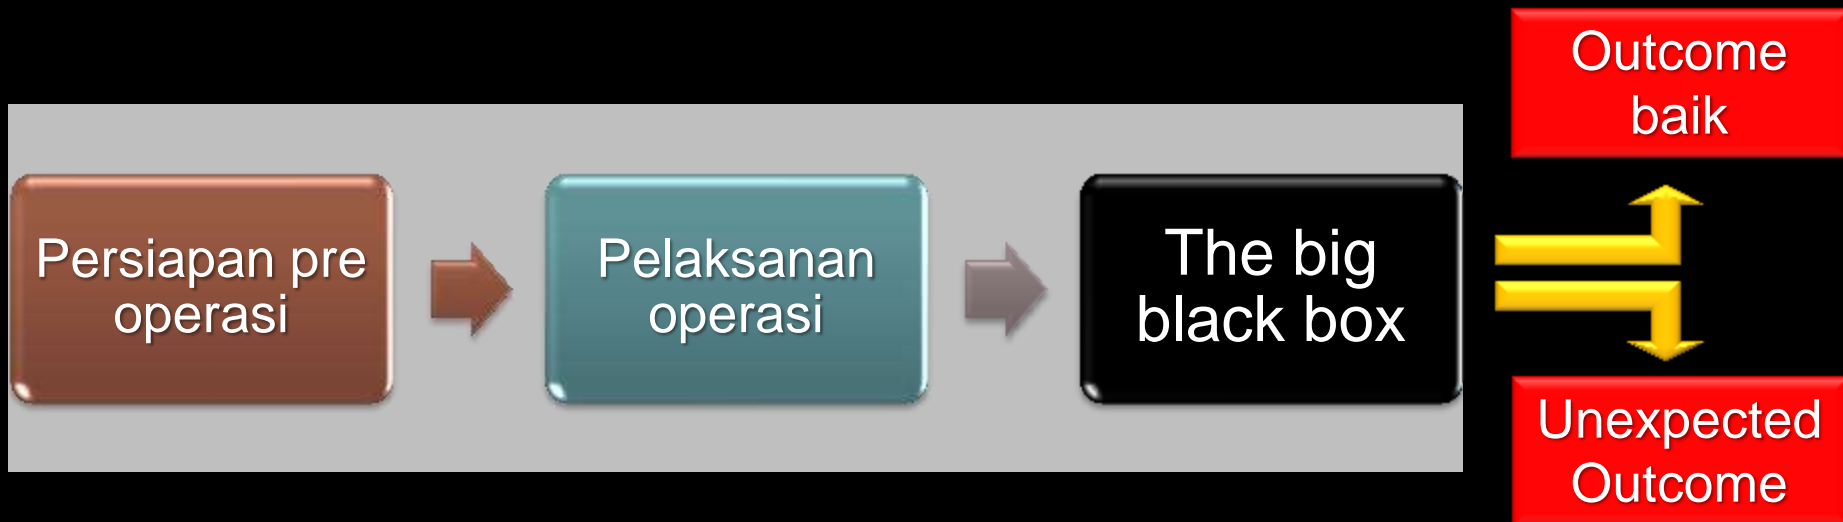 Persiapan pre
operasi
Pelaksanan
operasi
The big
black box
Outcome
baik
Unexpected
Outcome